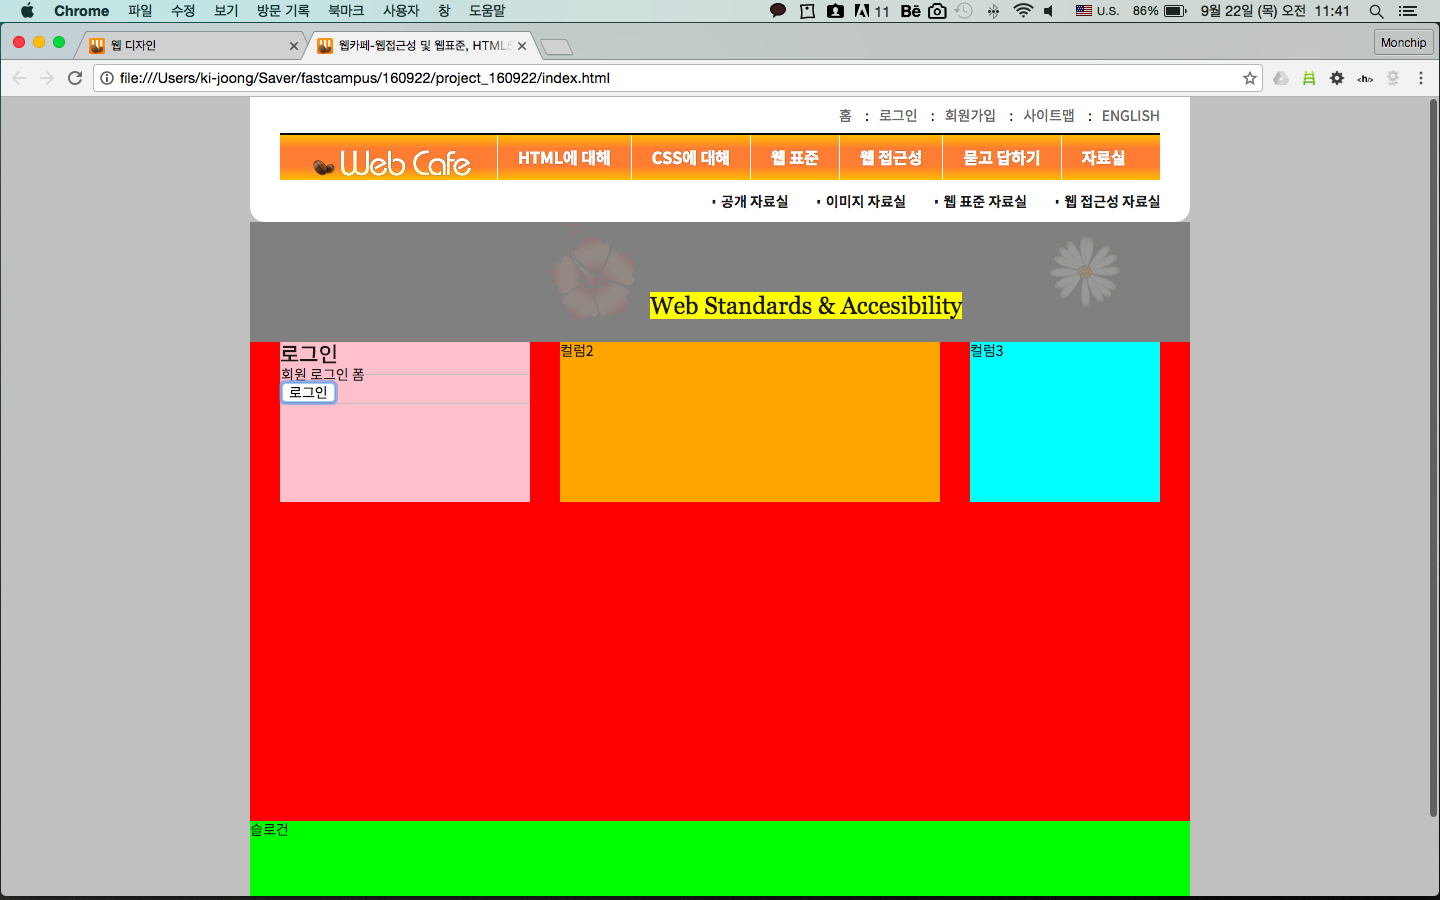 Chrome 파일 수정 보기 방문 기록 북마크 사용자 창 도움말 11 Bē U.S. 86% 9월 22일 (목) 오전 11:41
웹 디자인 웹카페-웹접근성 및 웹표준, HTML5 Monchip
file:///Users/ki-joong/Saver/fastcampus/160922/project_160922/index.html
홈 : 로그인 : 회원가입 : 사이트맵 : ENGLISH
Web Cafe HTML에 대해 CSS에 대해 웹 표준 웹 접근성 묻고 답하기 자료실
· 공개 자료실 · 이미지 자료실 · 웹 표준 자료실 · 웹 접근성 자료실
Web Standards & Accesibility
로그인 컬럼2 컬럼3
회원 로그인 폼
로그인
슬로건